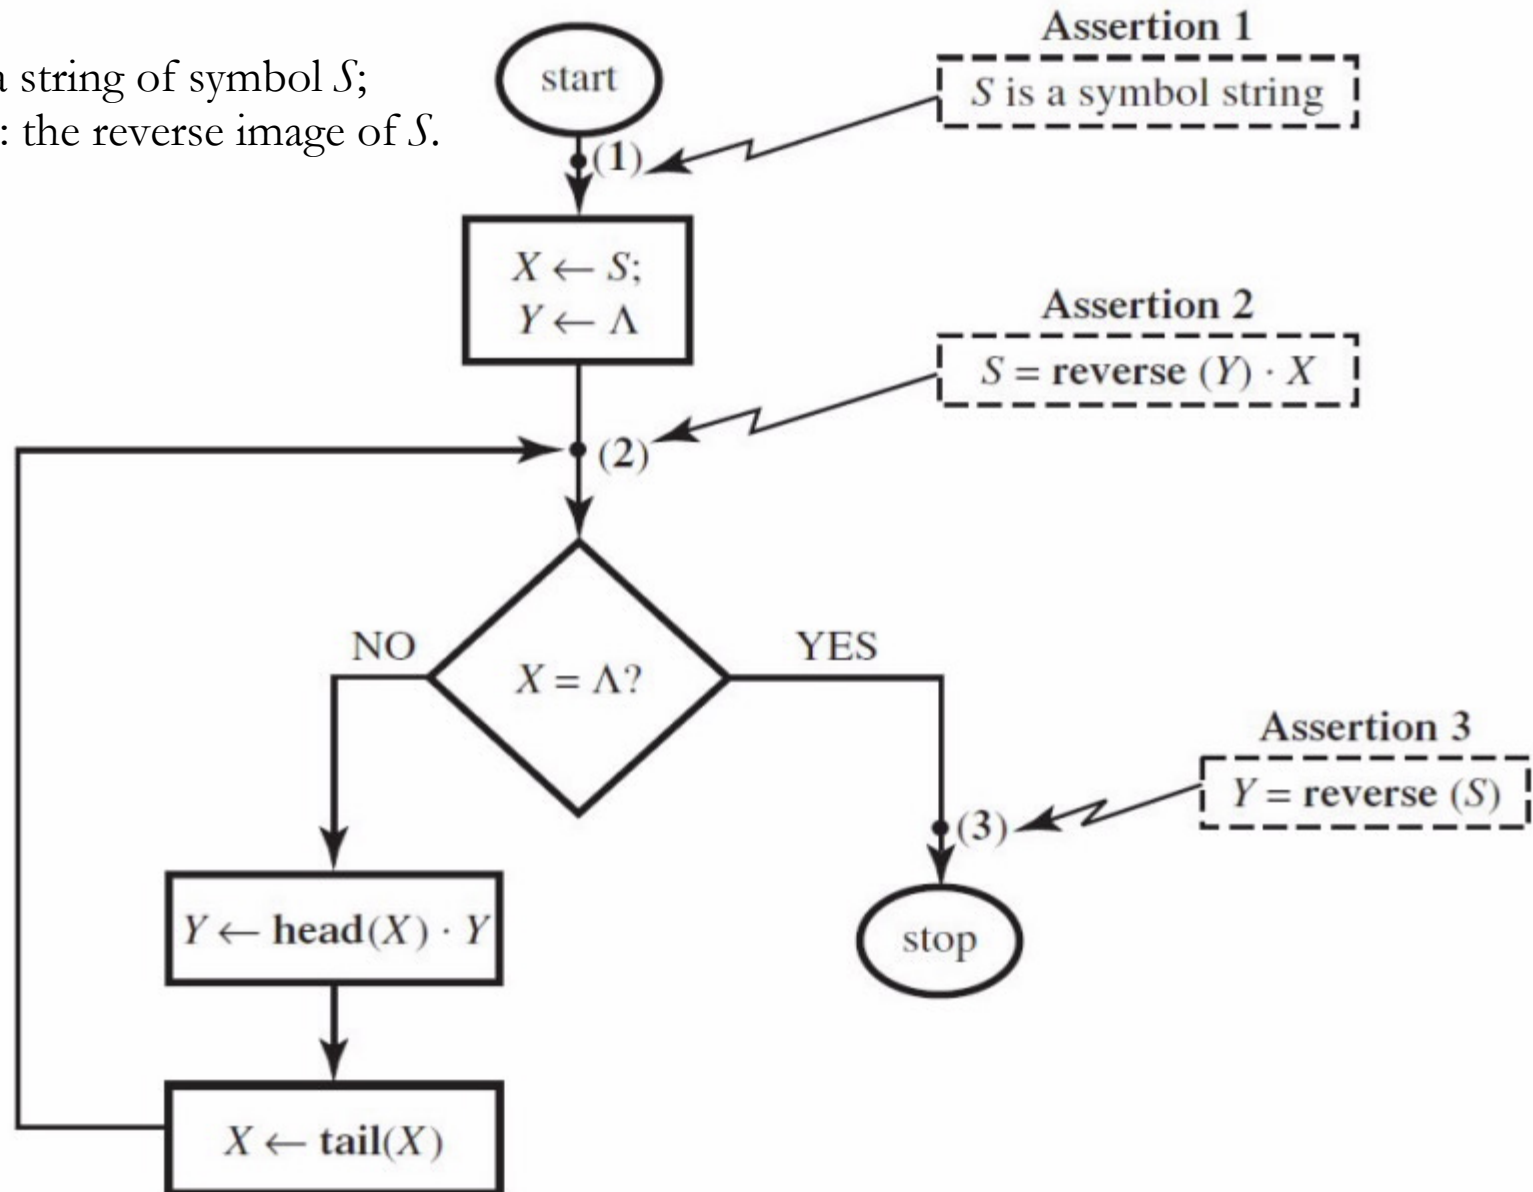 a string of symbol S;
: the reverse image of S.
start
Assertion 1
S is a symbol string
(1)
X ← S;
Y ← Λ
Assertion 2
S = reverse (Y) · X
(2)
NO
YES
X = Λ?
Assertion 3
Y = reverse (S)
(3)
Y ← head(X) · Y
stop
X ← tail(X)